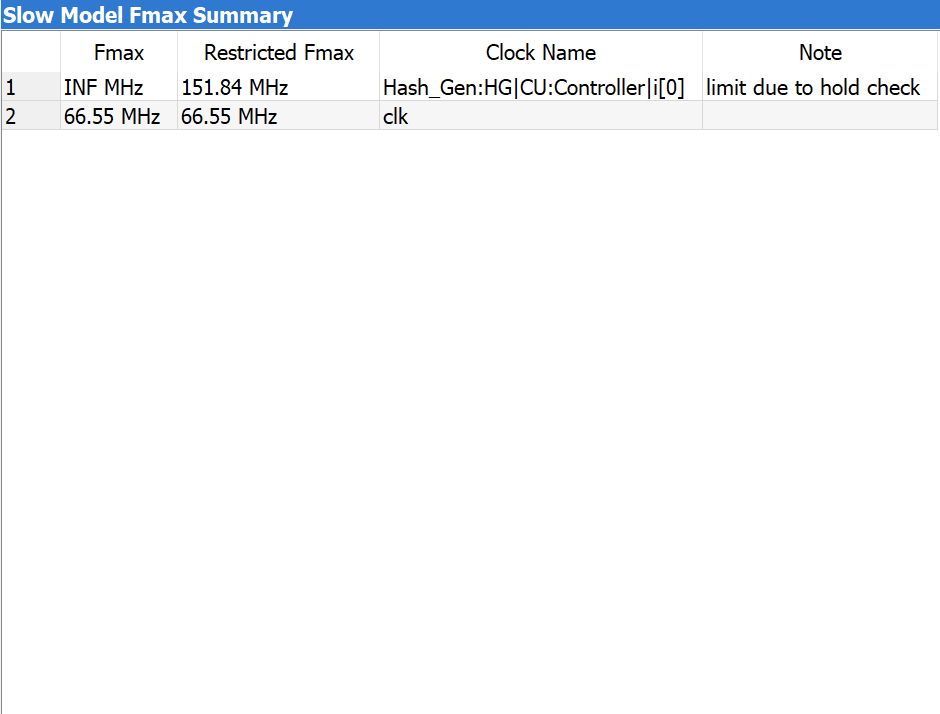 Slow Model Fmax Summary
Fmax Restricted Fmax Clock Name Note
1 INF MHz 151.84 MHz Hash_Gen:HG|CU:Controller|i[0] limit due to hold check
2 66.55 MHz 66.55 MHz clk